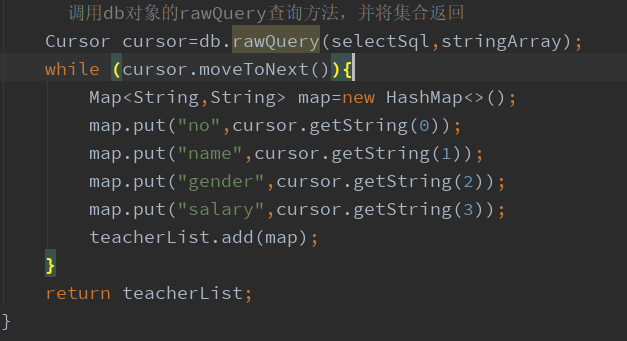 调用db对象的rawQuery查询方法，并将集合返回
Cursor cursor=db.rawQuery(selectSql,stringArray);
while (cursor.moveToNext()){
Map<String,String> map=new HashMap<>();
map.put("no",cursor.getString(0));
map.put("name",cursor.getString(1));
map.put("gender",cursor.getString(2));
map.put("salary",cursor.getString(3));
teacherList.add(map);
}
return teacherList;
}